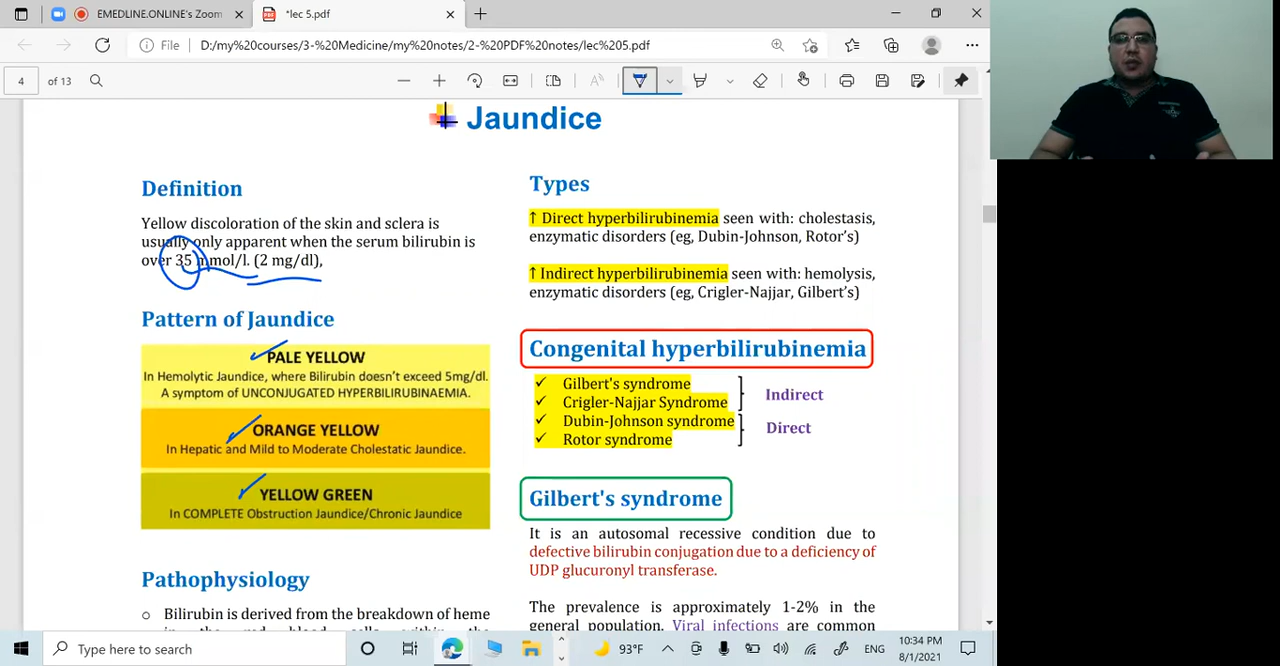 EMEDLINE.ONLINE's Zoom
*lec 5.pdf
File
D:/my%20courses/3-%20Medicine/my%20notes/2-%20PDF%20notes/lec%205.pdf
4 of 13
Jaundice
Definition
Yellow discoloration of the skin and sclera is
usually only apparent when the serum bilirubin is
over 35 mmol/l. (2 mg/dl),
Pattern of Jaundice
PALE YELLOW
In Hemolytic Jaundice, where Bilirubin doesn't exceed 5mg/dl.
A symptom of UNCONJUGATED HYPERBILIRUBINAEMIA.
ORANGE YELLOW
In Hepatic and Mild to Moderate Cholestatic Jaundice.
YELLOW GREEN
In COMPLETE Obstruction Jaundice/Chronic Jaundice
Pathophysiology
Bilirubin is derived from the breakdown of heme
Types
↑ Direct hyperbilirubinemia seen with: cholestasis,
enzymatic disorders (eg, Dubin-Johnson, Rotor's)
↑ Indirect hyperbilirubinemia seen with: hemolysis,
enzymatic disorders (eg, Crigler-Najjar, Gilbert's)
Congenital hyperbilirubinemia
✓ Gilbert's syndrome
✓ Crigler-Najjar Syndrome
Indirect
✓ Dubin-Johnson syndrome
✓ Rotor syndrome
Direct
Gilbert's syndrome
It is an autosomal recessive condition due to
defective bilirubin conjugation due to a deficiency of
UDP glucuronyl transferase.
The prevalence is approximately 1-2% in the
general population. Viral infections are common
Type here to search
93°F
ENG
10:34 PM
8/1/2021